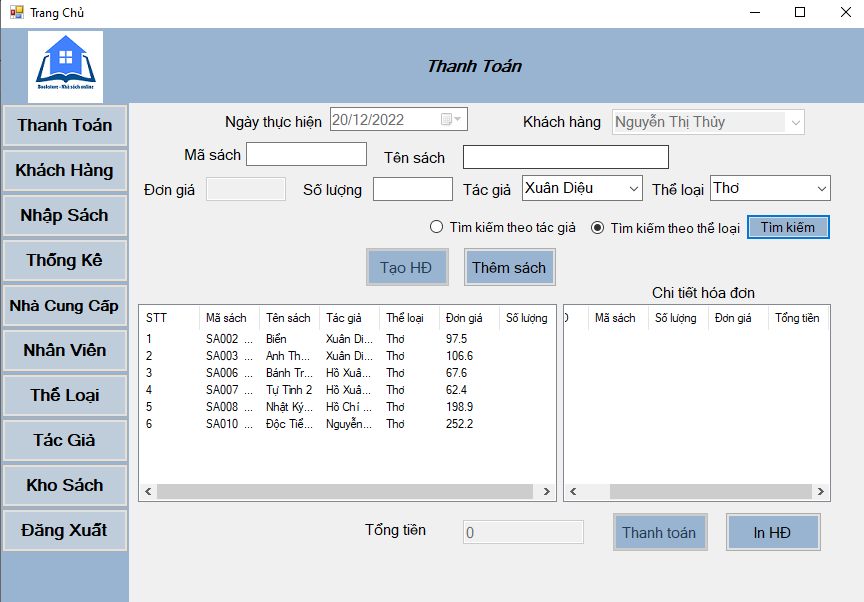 Trang Chủ
Bookstore - Nhà sách online
Thanh Toán
Thanh Toán
Khách Hàng
Nhập Sách
Thống Kê
Nhà Cung Cấp
Nhân Viên
Thể Loại
Tác Giả
Kho Sách
Đăng Xuất
Ngày thực hiện 20/12/2022 Khách hàng Nguyễn Thị Thủy
Mã sách Tên sách
Đơn giá Số lượng Tác giả Xuân Diệu Thể loại Thơ
Tìm kiếm theo tác giả Tìm kiếm theo thể loại Tìm kiếm
Tạo HĐ Thêm sách
Chi tiết hóa đơn
STT Mã sách Tên sách Tác giả Thể loại Đơn giá Số lượng
1 SA002 ... Biển Xuân Di... Thơ 97.5
2 SA003 ... Anh Th... Xuân Di... Thơ 106.6
3 SA006 ... Bánh Tr... Hồ Xuâ... Thơ 67.6
4 SA007 ... Tự Tình 2 Hồ Xuâ... Thơ 62.4
5 SA008 ... Nhật Ký... Hồ Chí ... Thơ 198.9
6 SA010 ... Độc Tiể... Nguyễn... Thơ 252.2
Mã sách Số lượng Đơn giá Tổng tiền
Tổng tiền 0 Thanh toán In HĐ